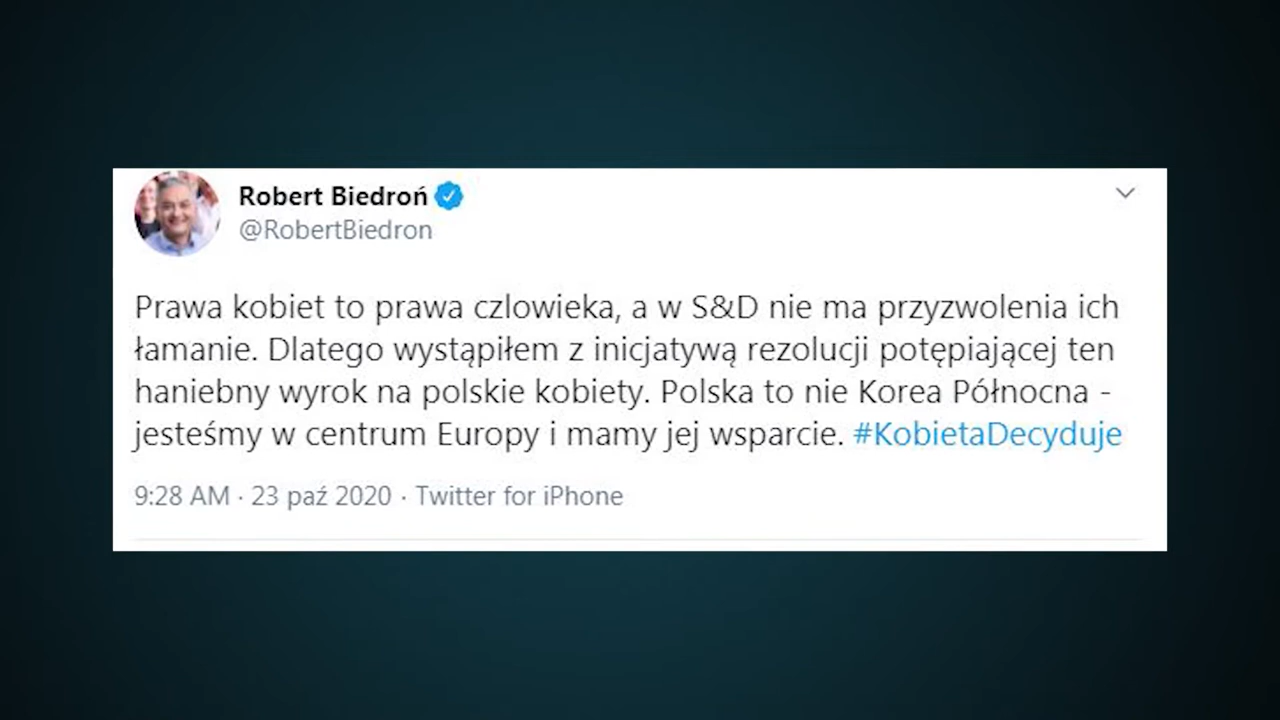 Robert Biedroń
@RobertBiedron
Prawa kobiet to prawa czlowieka, a w S&D nie ma przyzwolenia ich
łamanie. Dlatego wystąpiłem z inicjatywą rezolucji potępiającej ten
haniebny wyrok na polskie kobiety. Polska to nie Korea Północna -
jesteśmy w centrum Europy i mamy jej wsparcie. #KobietaDecyduje
9:28 AM · 23 paź 2020 · Twitter for iPhone